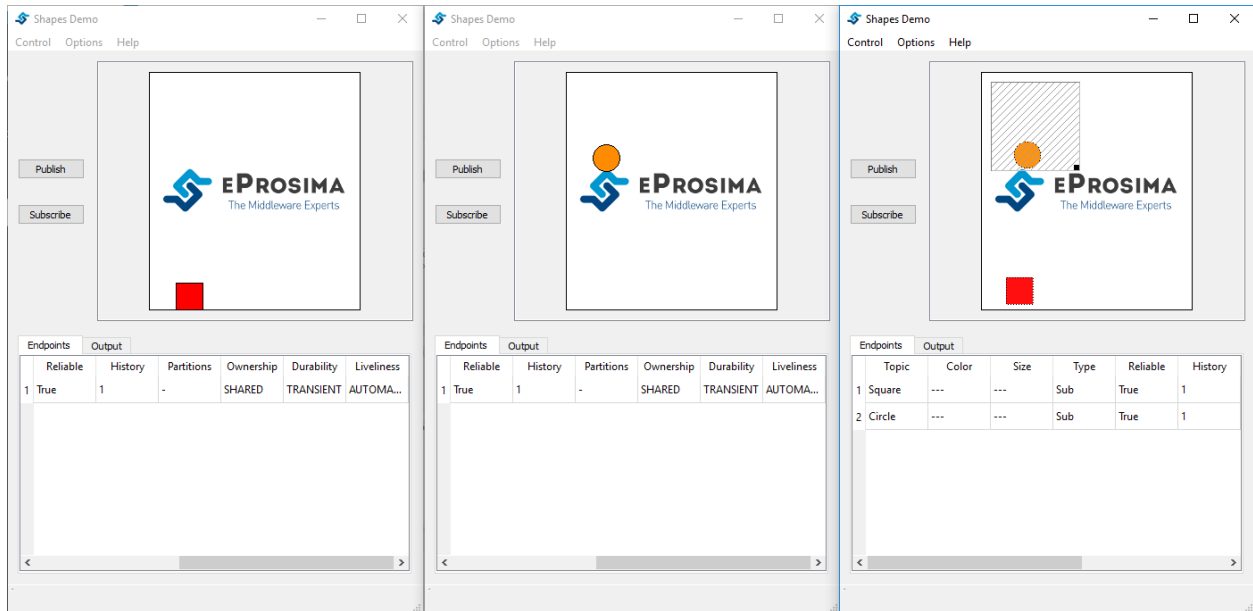 Shapes Demo
Control Options Help
Publish
Subscribe
EPROSIMA
The Middleware Experts
Endpoints Output
Reliable History Partitions Ownership Durability Liveliness
1 True 1 - SHARED TRANSIENT AUTOMA...
Shapes Demo
Control Options Help
Publish
Subscribe
EPROSIMA
The Middleware Experts
Endpoints Output
Reliable History Partitions Ownership Durability Liveliness
1 True 1 - SHARED TRANSIENT AUTOMA...
Shapes Demo
Control Options Help
Publish
Subscribe
EPROSIMA
The Middleware Experts
Endpoints Output
Topic Color Size Type Reliable History
1 Square --- --- Sub True 1
2 Circle --- --- Sub True 1